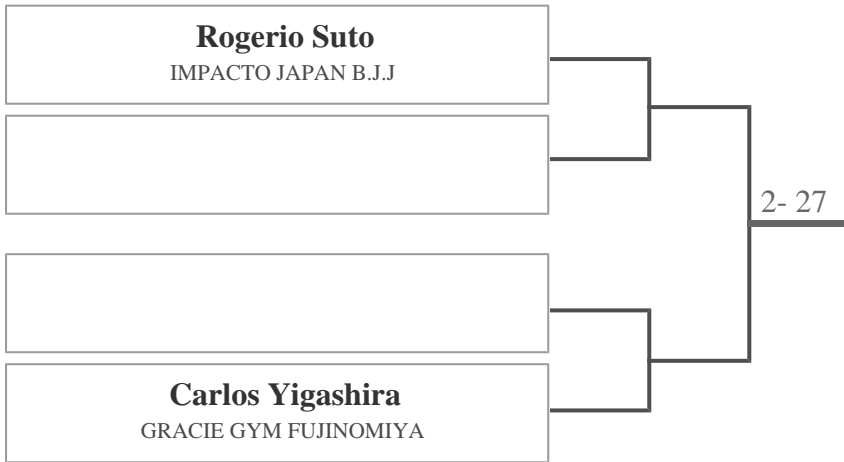 Rogerio Suto
IMPACTO JAPAN B.J.J
2- 27
Carlos Yigashira
GRACIE GYM FUJINOMIYA